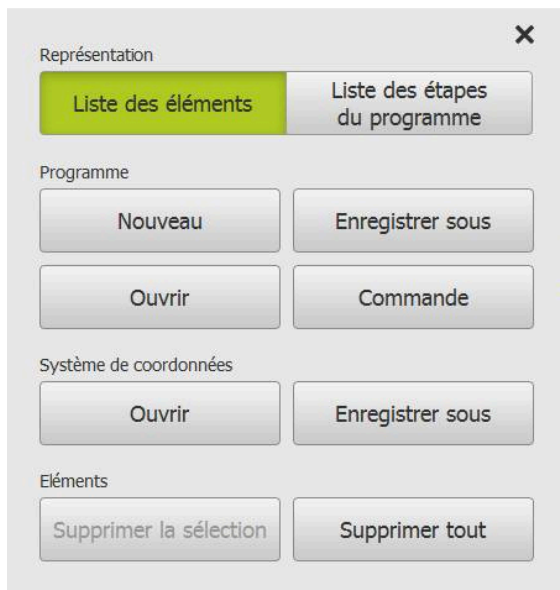 Représentation
Liste des éléments
Liste des étapes
du programme
Programme
Nouveau
Enregistrer sous
Ouvrir
Commande
Système de coordonnées
Ouvrir
Enregistrer sous
Eléments
Supprimer la sélection
Supprimer tout